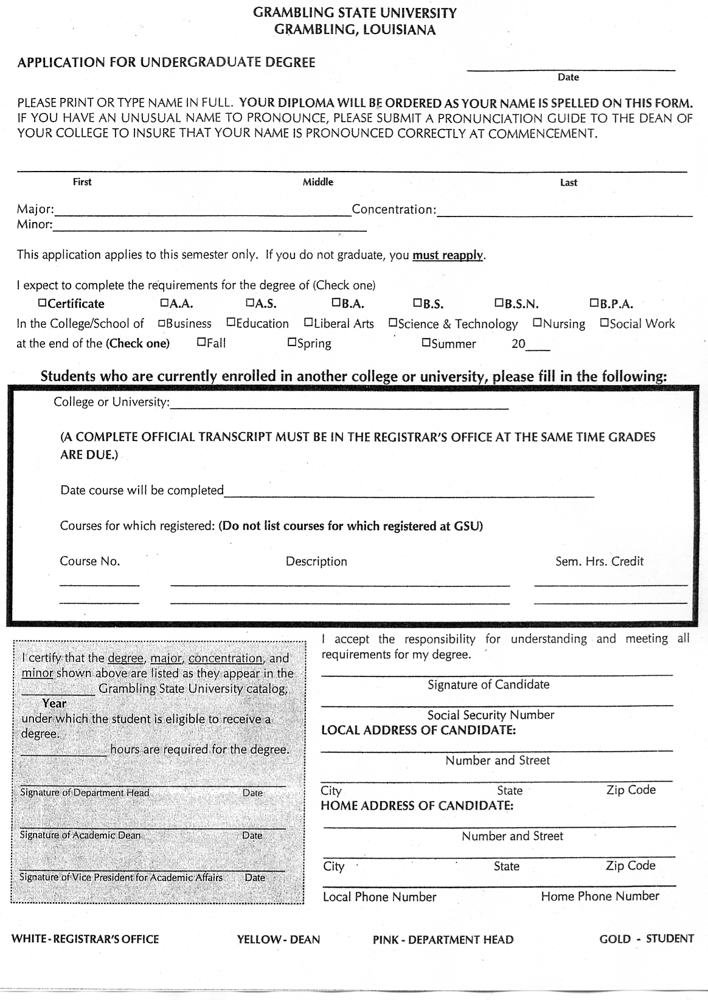 GRAMBLING STATE UNIVERSITY
GRAMBLING, LOUISIANA
APPLICATION FOR UNDERGRADUATE DEGREE
Date
PLEASE PRINT OR TYPE NAME IN FULL. YOUR DIPLOMA WILL BE ORDERED AS YOUR NAME IS SPELLED ON THIS FORM.
IF YOU HAVE AN UNUSUAL NAME TO PRONOUNCE, PLEASE SUBMIT A PRONUNCIATION GUIDE TO THE DEAN OF
YOUR COLLEGE TO INSURE THAT YOUR NAME IS PRONOUNCED CORRECTLY AT COMMENCEMENT.
First Middle Last
Major: Concentration:
Minor:
This application applies to this semester only. If you do not graduate, you must reapply.
I expect to complete the requirements for the degree of (Check one)
☐Certificate ☐A.A. ☐A.S. ☐B.A. ☐B.S. ☐B.S.N. ☐B.P.A.
In the College/School of ☐Business ☐Education ☐Liberal Arts ☐Science & Technology ☐Nursing ☐Social Work
at the end of the (Check one) ☐Fall ☐Spring ☐Summer 20____
Students who are currently enrolled in another college or university, please fill in the following:
College or University:
(A COMPLETE OFFICIAL TRANSCRIPT MUST BE IN THE REGISTRAR'S OFFICE AT THE SAME TIME GRADES
ARE DUE.)
Date course will be completed
Courses for which registered: (Do not list courses for which registered at GSU)
Course No. Description Sem. Hrs. Credit
I certify that the degree, major, concentration, and
minor shown above are listed as they appear in the
____________ Grambling State University catalog,
Year
under which the student is eligible to receive a
degree.
______________ hours are required for the degree.
Signature of Department Head Date
Signature of Academic Dean Date
Signature of Vice President for Academic Affairs Date
I accept the responsibility for understanding and meeting all
requirements for my degree.
Signature of Candidate
Social Security Number
LOCAL ADDRESS OF CANDIDATE:
Number and Street
City State Zip Code
HOME ADDRESS OF CANDIDATE:
Number and Street
City State Zip Code
Local Phone Number Home Phone Number
WHITE - REGISTRAR'S OFFICE YELLOW - DEAN PINK - DEPARTMENT HEAD GOLD - STUDENT